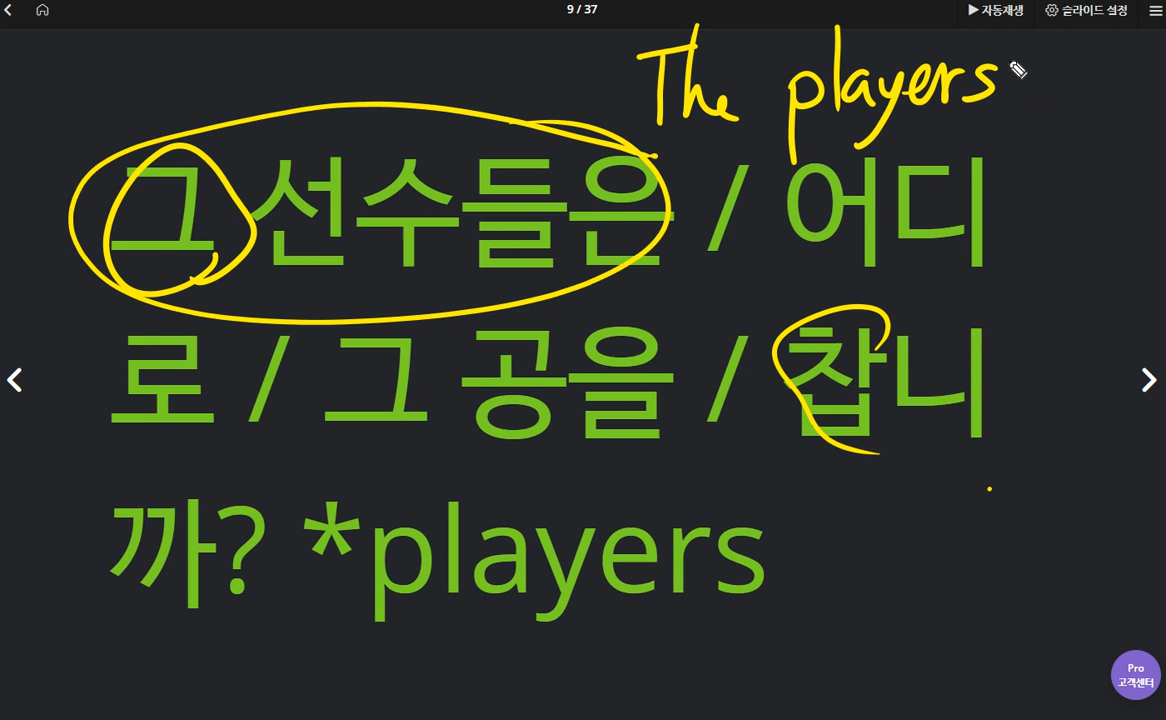 9 / 37
자동재생
슬라이드 설정
The players
그 선수들은 / 어디
로 / 그 공을 / 찹니
까? *players
Pro
고객센터